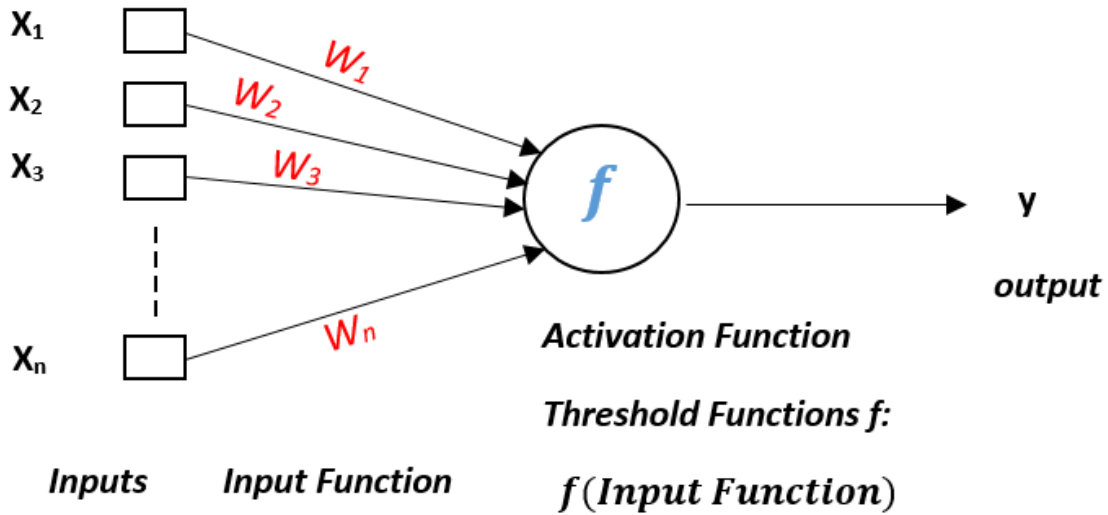 X₁
W₁
X₂
W₂
X₃
W₃
f
y
output
Xₙ
Wₙ
Activation Function
Threshold Functions f:
Inputs
Input Function
f(Input Function)